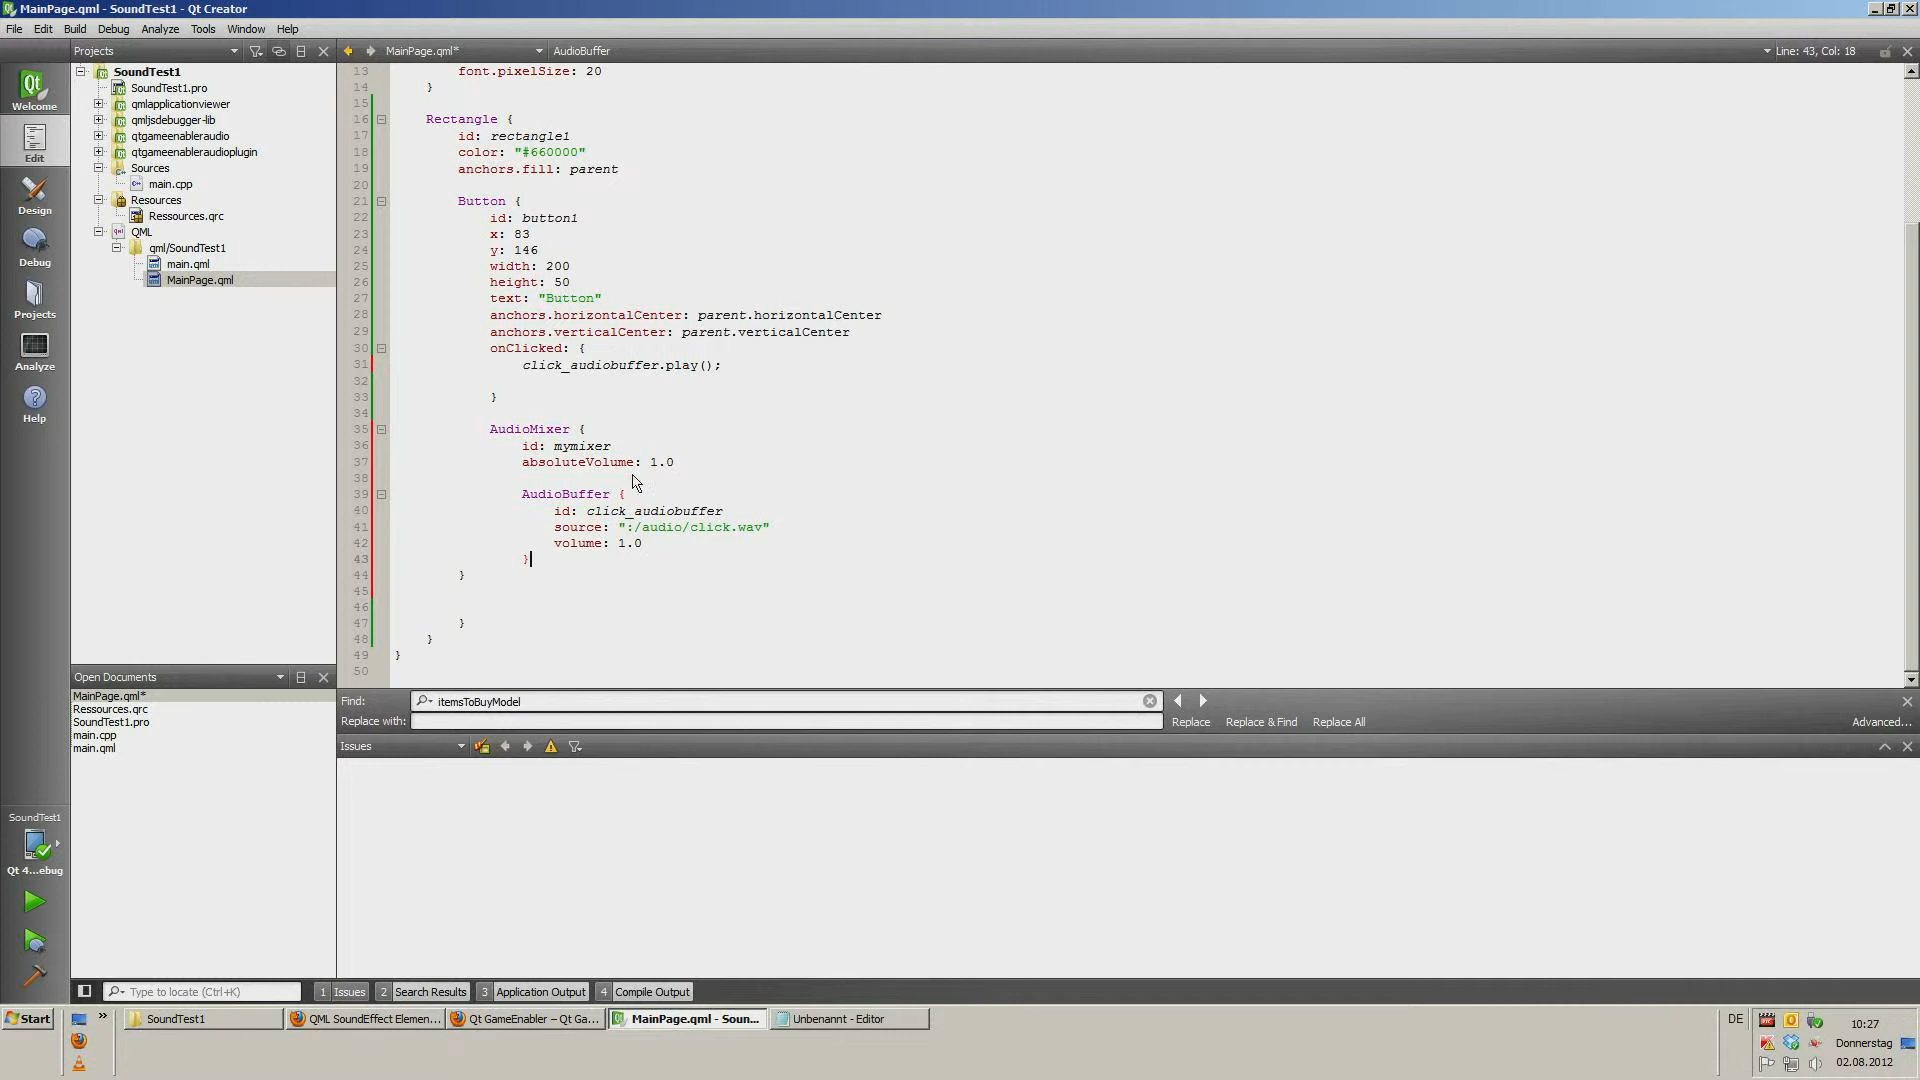 MainPage.qml - SoundTest1 - Qt Creator
File Edit Build Debug Analyze Tools Window Help
Projects
MainPage.qml*
AudioBuffer
Line: 43, Col: 18
Welcome
Edit
Design
Debug
Projects
Analyze
Help
SoundTest1
SoundTest1.pro
qmlapplicationviewer
qmljsdebugger-lib
qtgameenableraudio
qtgameenableraudioplugin
Sources
main.cpp
Resources
Ressources.qrc
QML
qml/SoundTest1
main.qml
MainPage.qml
13 font.pixelSize: 20
14 }
15
16 Rectangle {
17 id: rectangle1
18 color: "#660000"
19 anchors.fill: parent
20
21 Button {
22 id: button1
23 x: 83
24 y: 146
25 width: 200
26 height: 50
27 text: "Button"
28 anchors.horizontalCenter: parent.horizontalCenter
29 anchors.verticalCenter: parent.verticalCenter
30 onClicked: {
31 click_audiobuffer.play();
32
33 }
34
35 AudioMixer {
36 id: mymixer
37 absoluteVolume: 1.0
38
39 AudioBuffer {
40 id: click_audiobuffer
41 source: ":/audio/click.wav"
42 volume: 1.0
43 }
44 }
45
46
47 }
48 }
49 }
50
Open Documents
MainPage.qml*
Ressources.qrc
SoundTest1.pro
main.cpp
main.qml
Find: itemsToBuyModel
Replace with:
Replace Replace & Find Replace All
Advanced...
Issues
SoundTest1
Qt 4...ebug
Type to locate (Ctrl+K)
1 Issues 2 Search Results 3 Application Output 4 Compile Output
Start
SoundTest1
QML SoundEffect Elemen...
Qt GameEnabler – Qt Ga...
MainPage.qml - Soun...
Unbenannt - Editor
DE
10:27
Donnerstag
02.08.2012